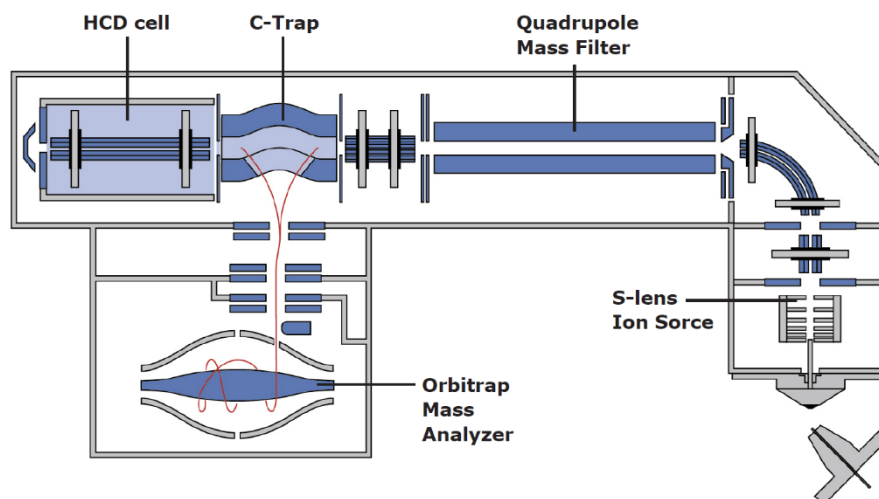 HCD cell
C-Trap
Quadrupole
Mass Filter
S-lens
Ion Sorce
Orbitrap
Mass
Analyzer